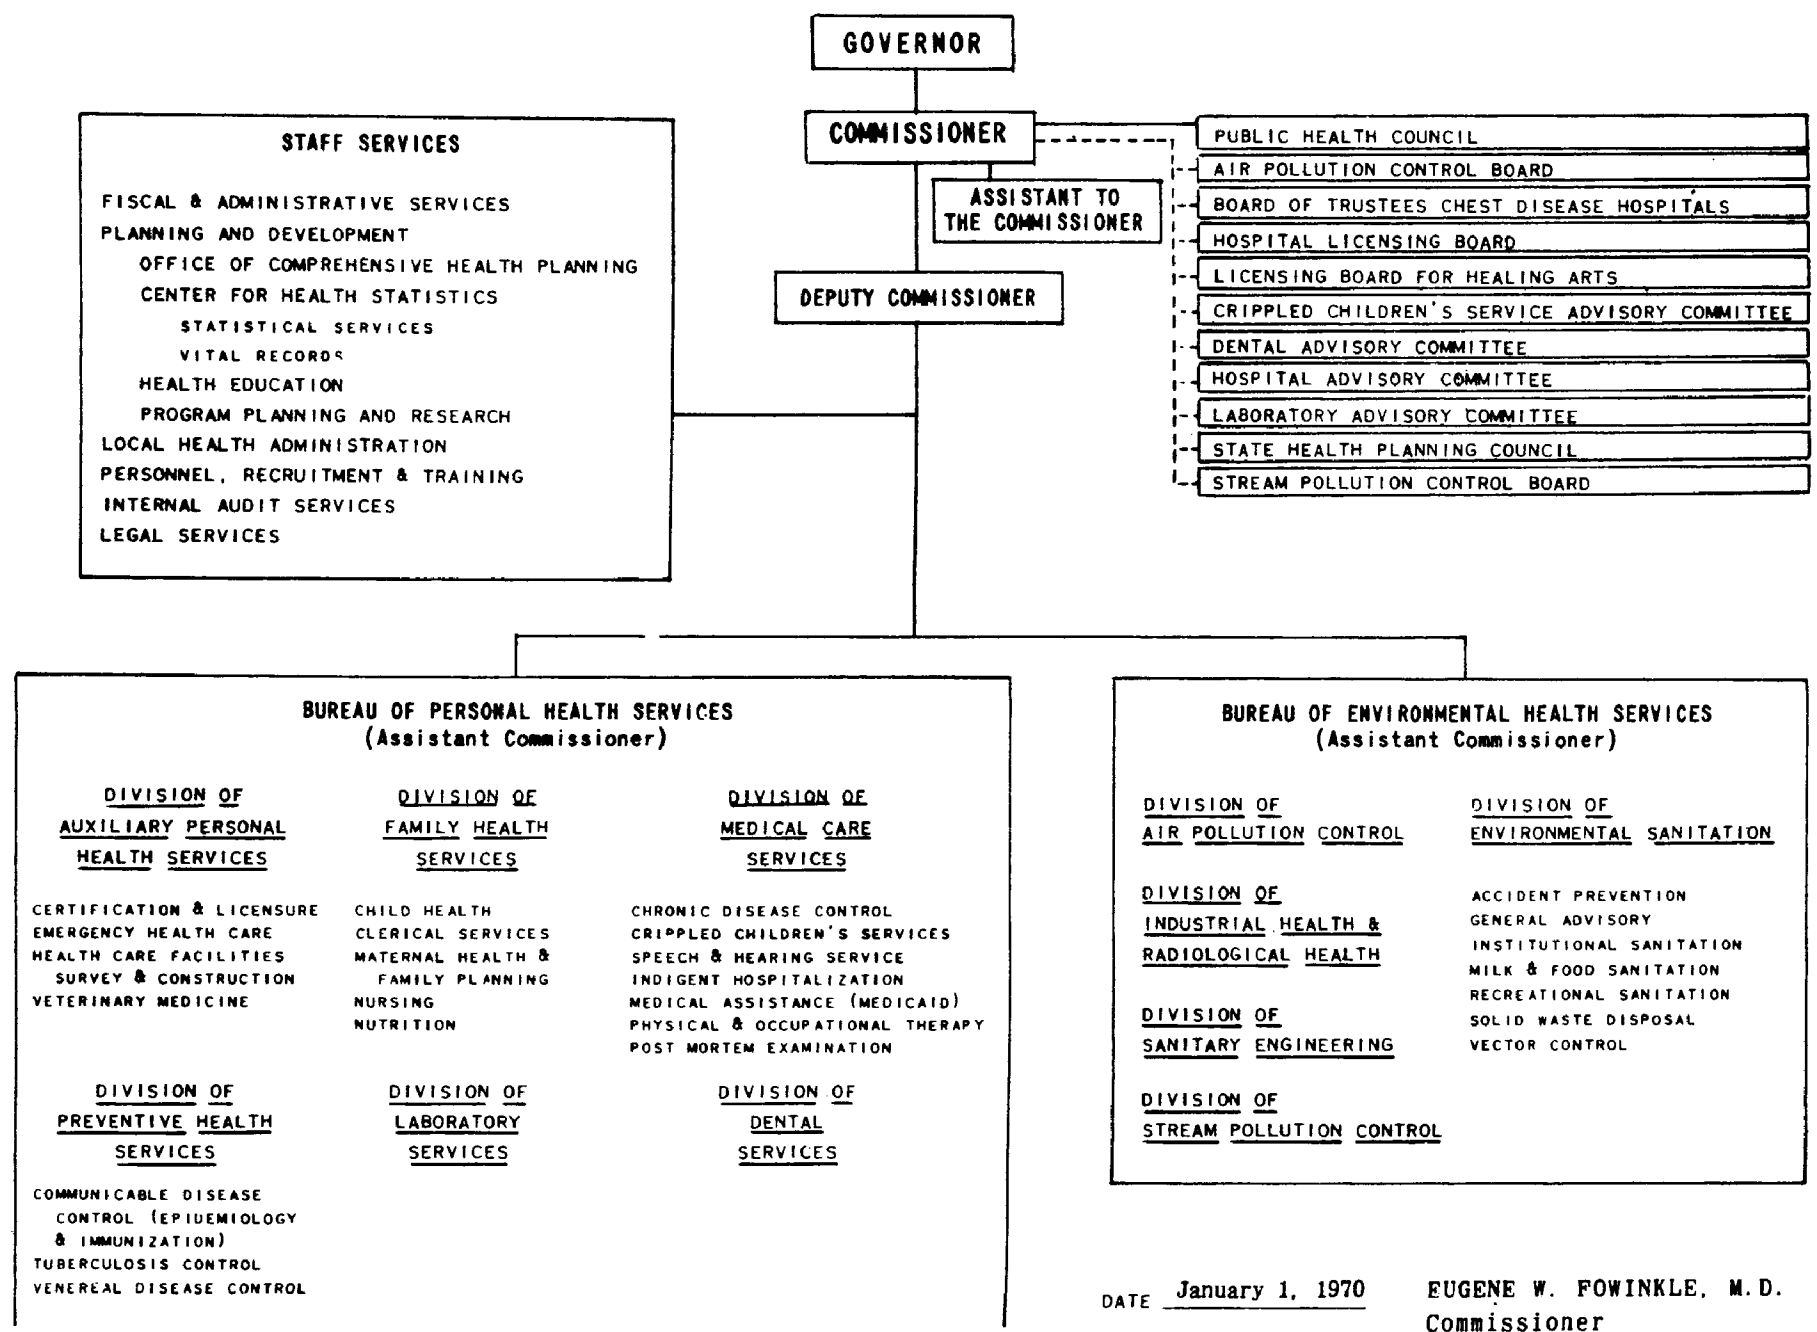 GOVERNOR
COMMISSIONER
ASSISTANT TO
THE COMMISSIONER
DEPUTY COMMISSIONER
STAFF SERVICES
FISCAL & ADMINISTRATIVE SERVICES
PLANNING AND DEVELOPMENT
OFFICE OF COMPREHENSIVE HEALTH PLANNING
CENTER FOR HEALTH STATISTICS
STATISTICAL SERVICES
VITAL RECORDS
HEALTH EDUCATION
PROGRAM PLANNING AND RESEARCH
LOCAL HEALTH ADMINISTRATION
PERSONNEL, RECRUITMENT & TRAINING
INTERNAL AUDIT SERVICES
LEGAL SERVICES
PUBLIC HEALTH COUNCIL
AIR POLLUTION CONTROL BOARD
BOARD OF TRUSTEES CHEST DISEASE HOSPITALS
HOSPITAL LICENSING BOARD
LICENSING BOARD FOR HEALING ARTS
CRIPPLED CHILDREN'S SERVICE ADVISORY COMMITTEE
DENTAL ADVISORY COMMITTEE
HOSPITAL ADVISORY COMMITTEE
LABORATORY ADVISORY COMMITTEE
STATE HEALTH PLANNING COUNCIL
STREAM POLLUTION CONTROL BOARD
BUREAU OF PERSONAL HEALTH SERVICES
(Assistant Commissioner)
DIVISION OF
AUXILIARY PERSONAL
HEALTH SERVICES
CERTIFICATION & LICENSURE
EMERGENCY HEALTH CARE
HEALTH CARE FACILITIES
SURVEY & CONSTRUCTION
VETERINARY MEDICINE
DIVISION OF
FAMILY HEALTH
SERVICES
CHILD HEALTH
CLERICAL SERVICES
MATERNAL HEALTH &
FAMILY PLANNING
NURSING
NUTRITION
DIVISION OF
MEDICAL CARE
SERVICES
CHRONIC DISEASE CONTROL
CRIPPLED CHILDREN'S SERVICES
SPEECH & HEARING SERVICE
INDIGENT HOSPITALIZATION
MEDICAL ASSISTANCE (MEDICAID)
PHYSICAL & OCCUPATIONAL THERAPY
POST MORTEM EXAMINATION
DIVISION OF
PREVENTIVE HEALTH
SERVICES
COMMUNICABLE DISEASE
CONTROL (EPIDEMIOLOGY
& IMMUNIZATION)
TUBERCULOSIS CONTROL
VENEREAL DISEASE CONTROL
DIVISION OF
LABORATORY
SERVICES
DIVISION OF
DENTAL
SERVICES
BUREAU OF ENVIRONMENTAL HEALTH SERVICES
(Assistant Commissioner)
DIVISION OF
AIR POLLUTION CONTROL
DIVISION OF
INDUSTRIAL HEALTH &
RADIOLOGICAL HEALTH
DIVISION OF
SANITARY ENGINEERING
DIVISION OF
STREAM POLLUTION CONTROL
DIVISION OF
ENVIRONMENTAL SANITATION
ACCIDENT PREVENTION
GENERAL ADVISORY
INSTITUTIONAL SANITATION
MILK & FOOD SANITATION
RECREATIONAL SANITATION
SOLID WASTE DISPOSAL
VECTOR CONTROL
DATE January 1, 1970
EUGENE W. FOWINKLE, M.D.
Commissioner